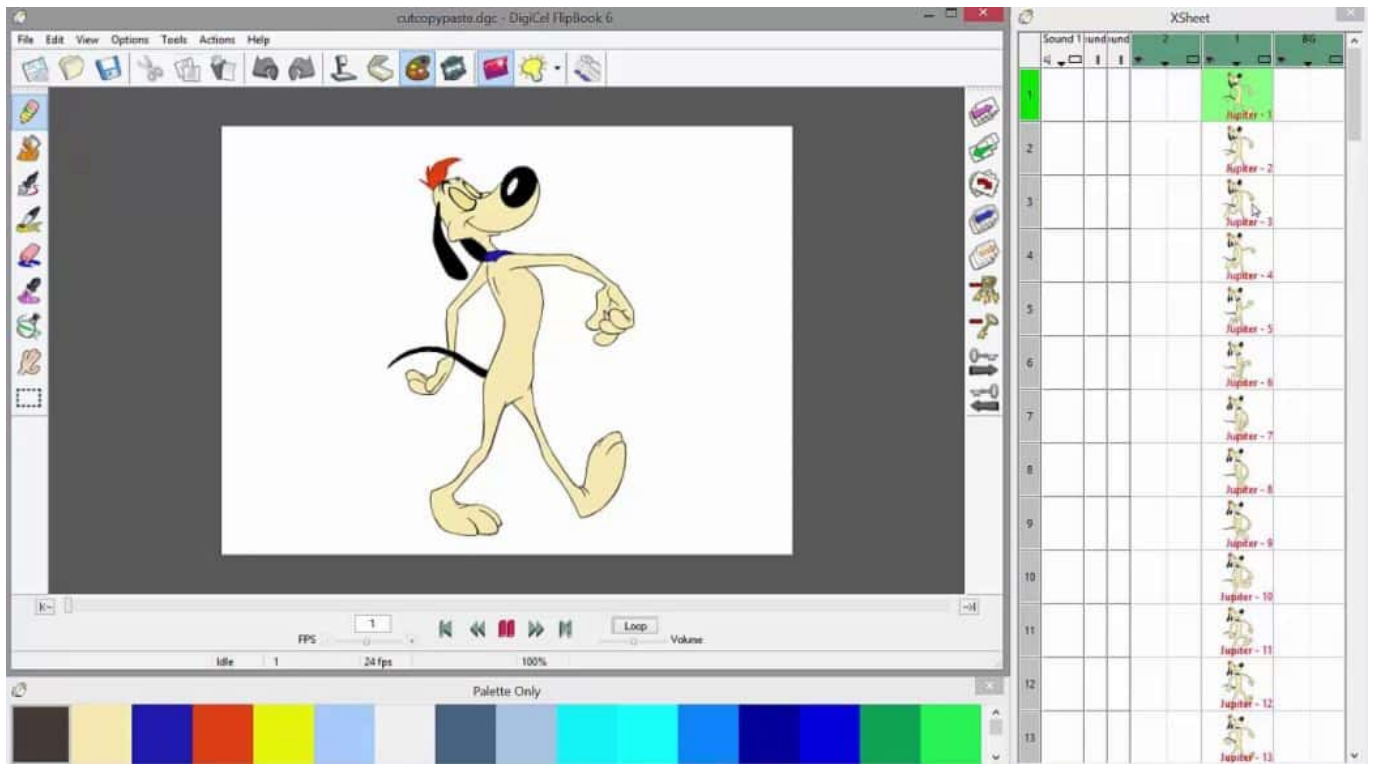 cutcopypaste.dgc - DigiCel FlipBook 6
File Edit View Options Tools Actions Help
1
FPS
Loop
Volume
Idle 1 24 fps 100%
Palette Only
XSheet
Sound 1 und und 2 1 BG
1 Jupiter - 1
2 Jupiter - 2
3 Jupiter - 3
4 Jupiter - 4
5 Jupiter - 5
6 Jupiter - 6
7 Jupiter - 7
8 Jupiter - 8
9 Jupiter - 9
10 Jupiter - 10
11 Jupiter - 11
12 Jupiter - 12
13 Jupiter - 13